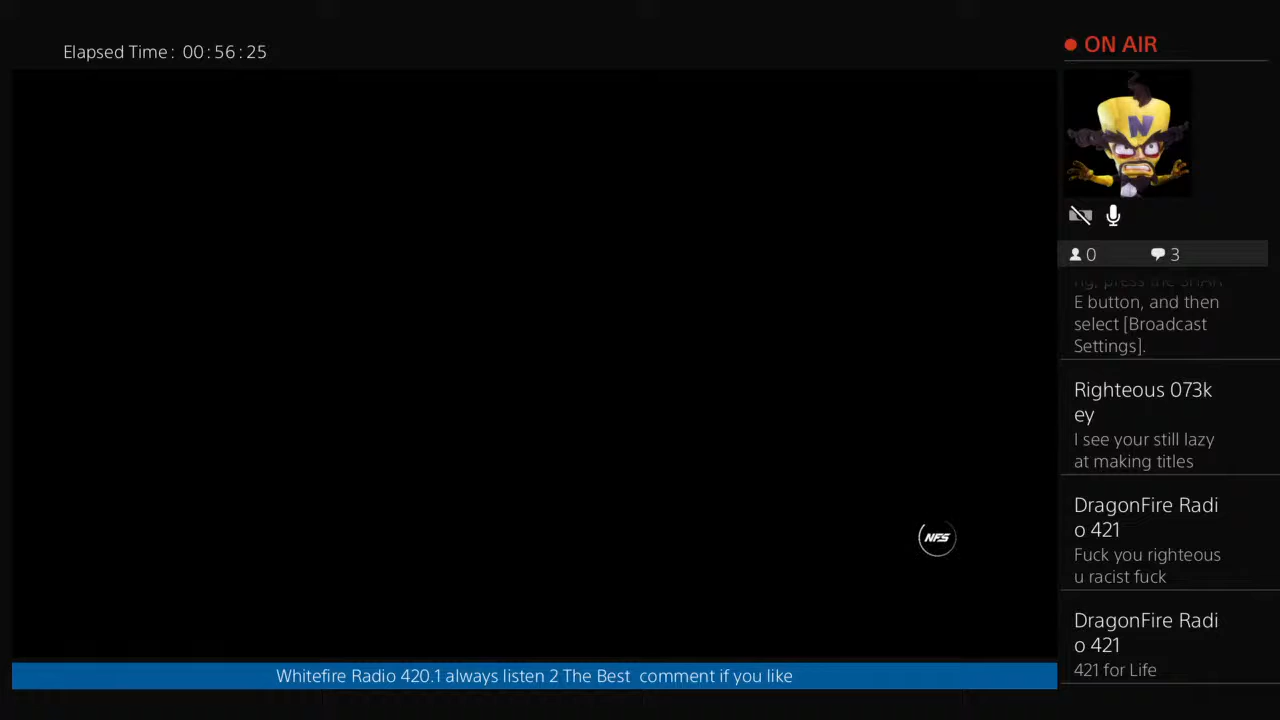 Elapsed Time: 00:56:25
ON AIR
N
0
3
E button, and then
select [Broadcast
Settings].
Righteous 073k
ey
I see your still lazy
at making titles
DragonFire Radi
o 421
Fuck you righteous
u racist fuck
DragonFire Radi
o 421
421 for Life
NFS
Whitefire Radio 420.1 always listen 2 The Best comment if you like